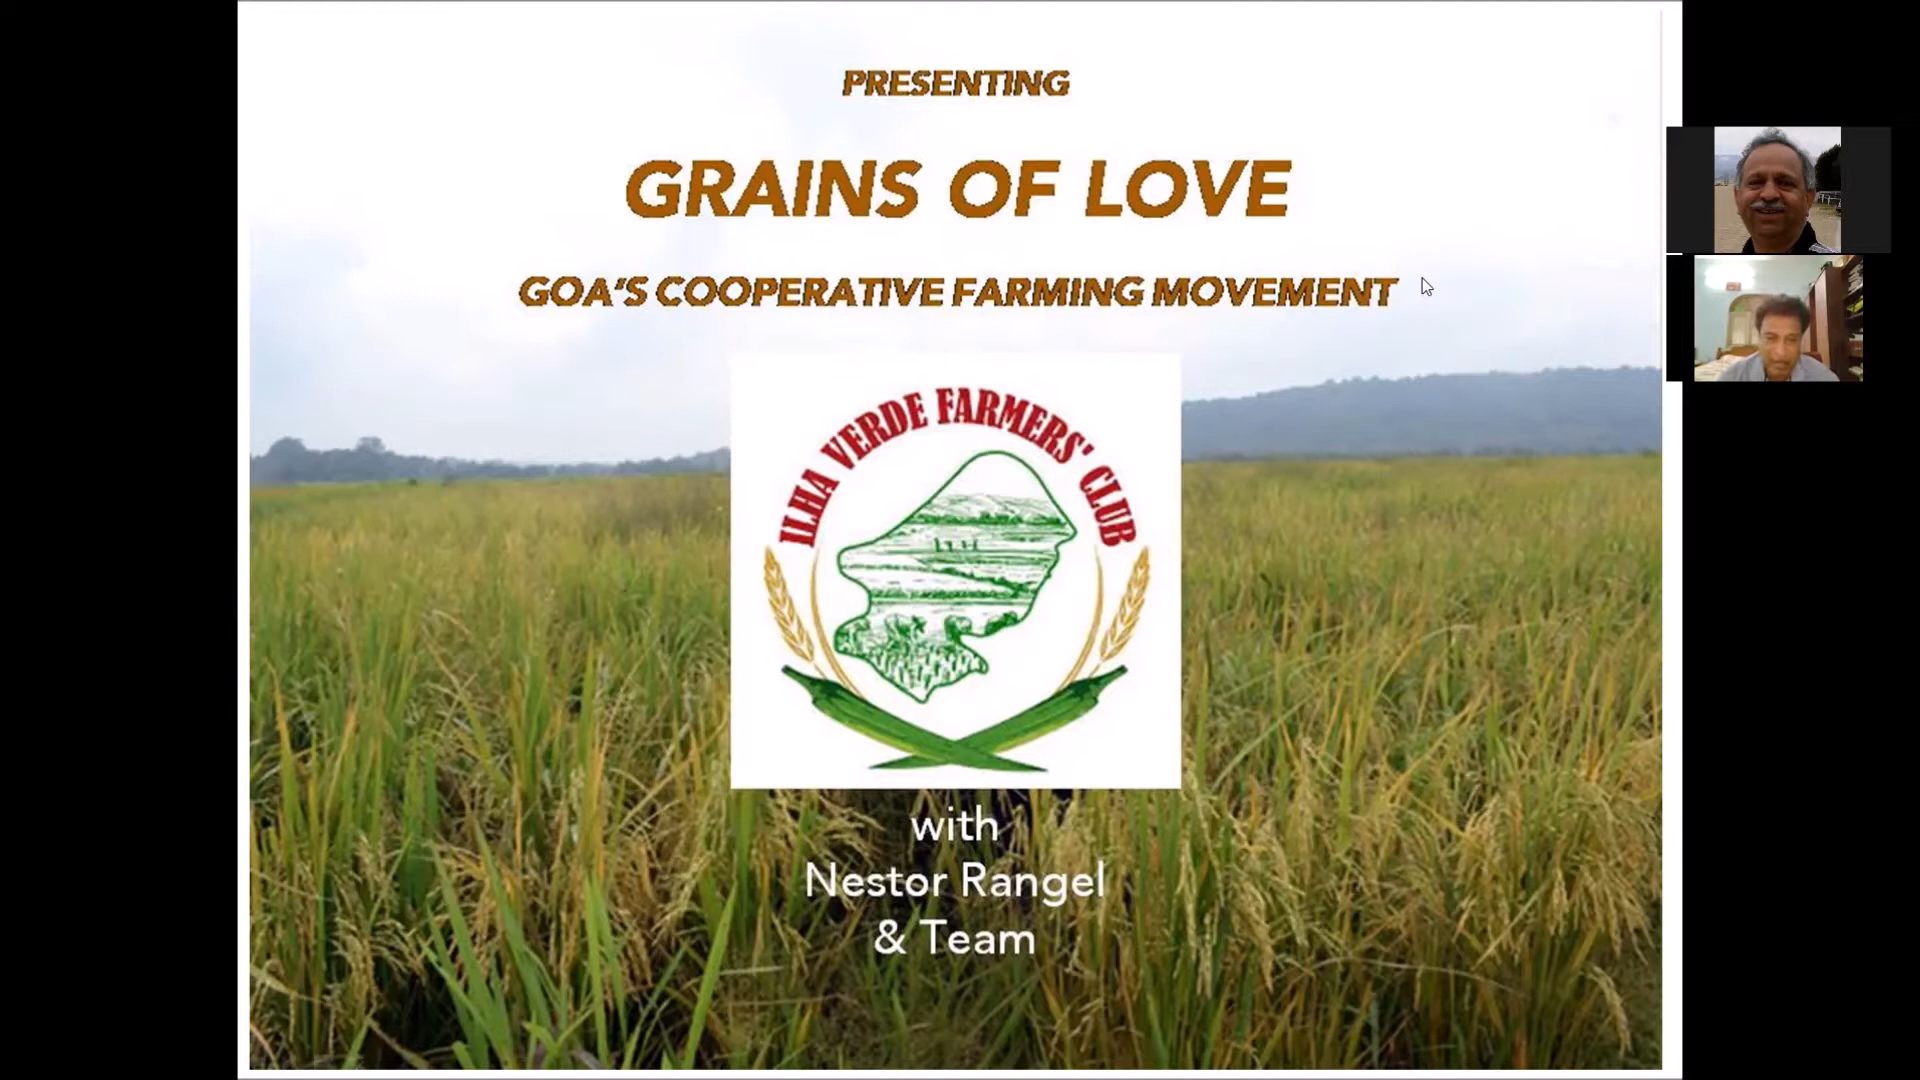 PRESENTING
GRAINS OF LOVE
GOA'S COOPERATIVE FARMING MOVEMENT
ILHA VERDE FARMERS' CLUB
with
Nestor Rangel
& Team